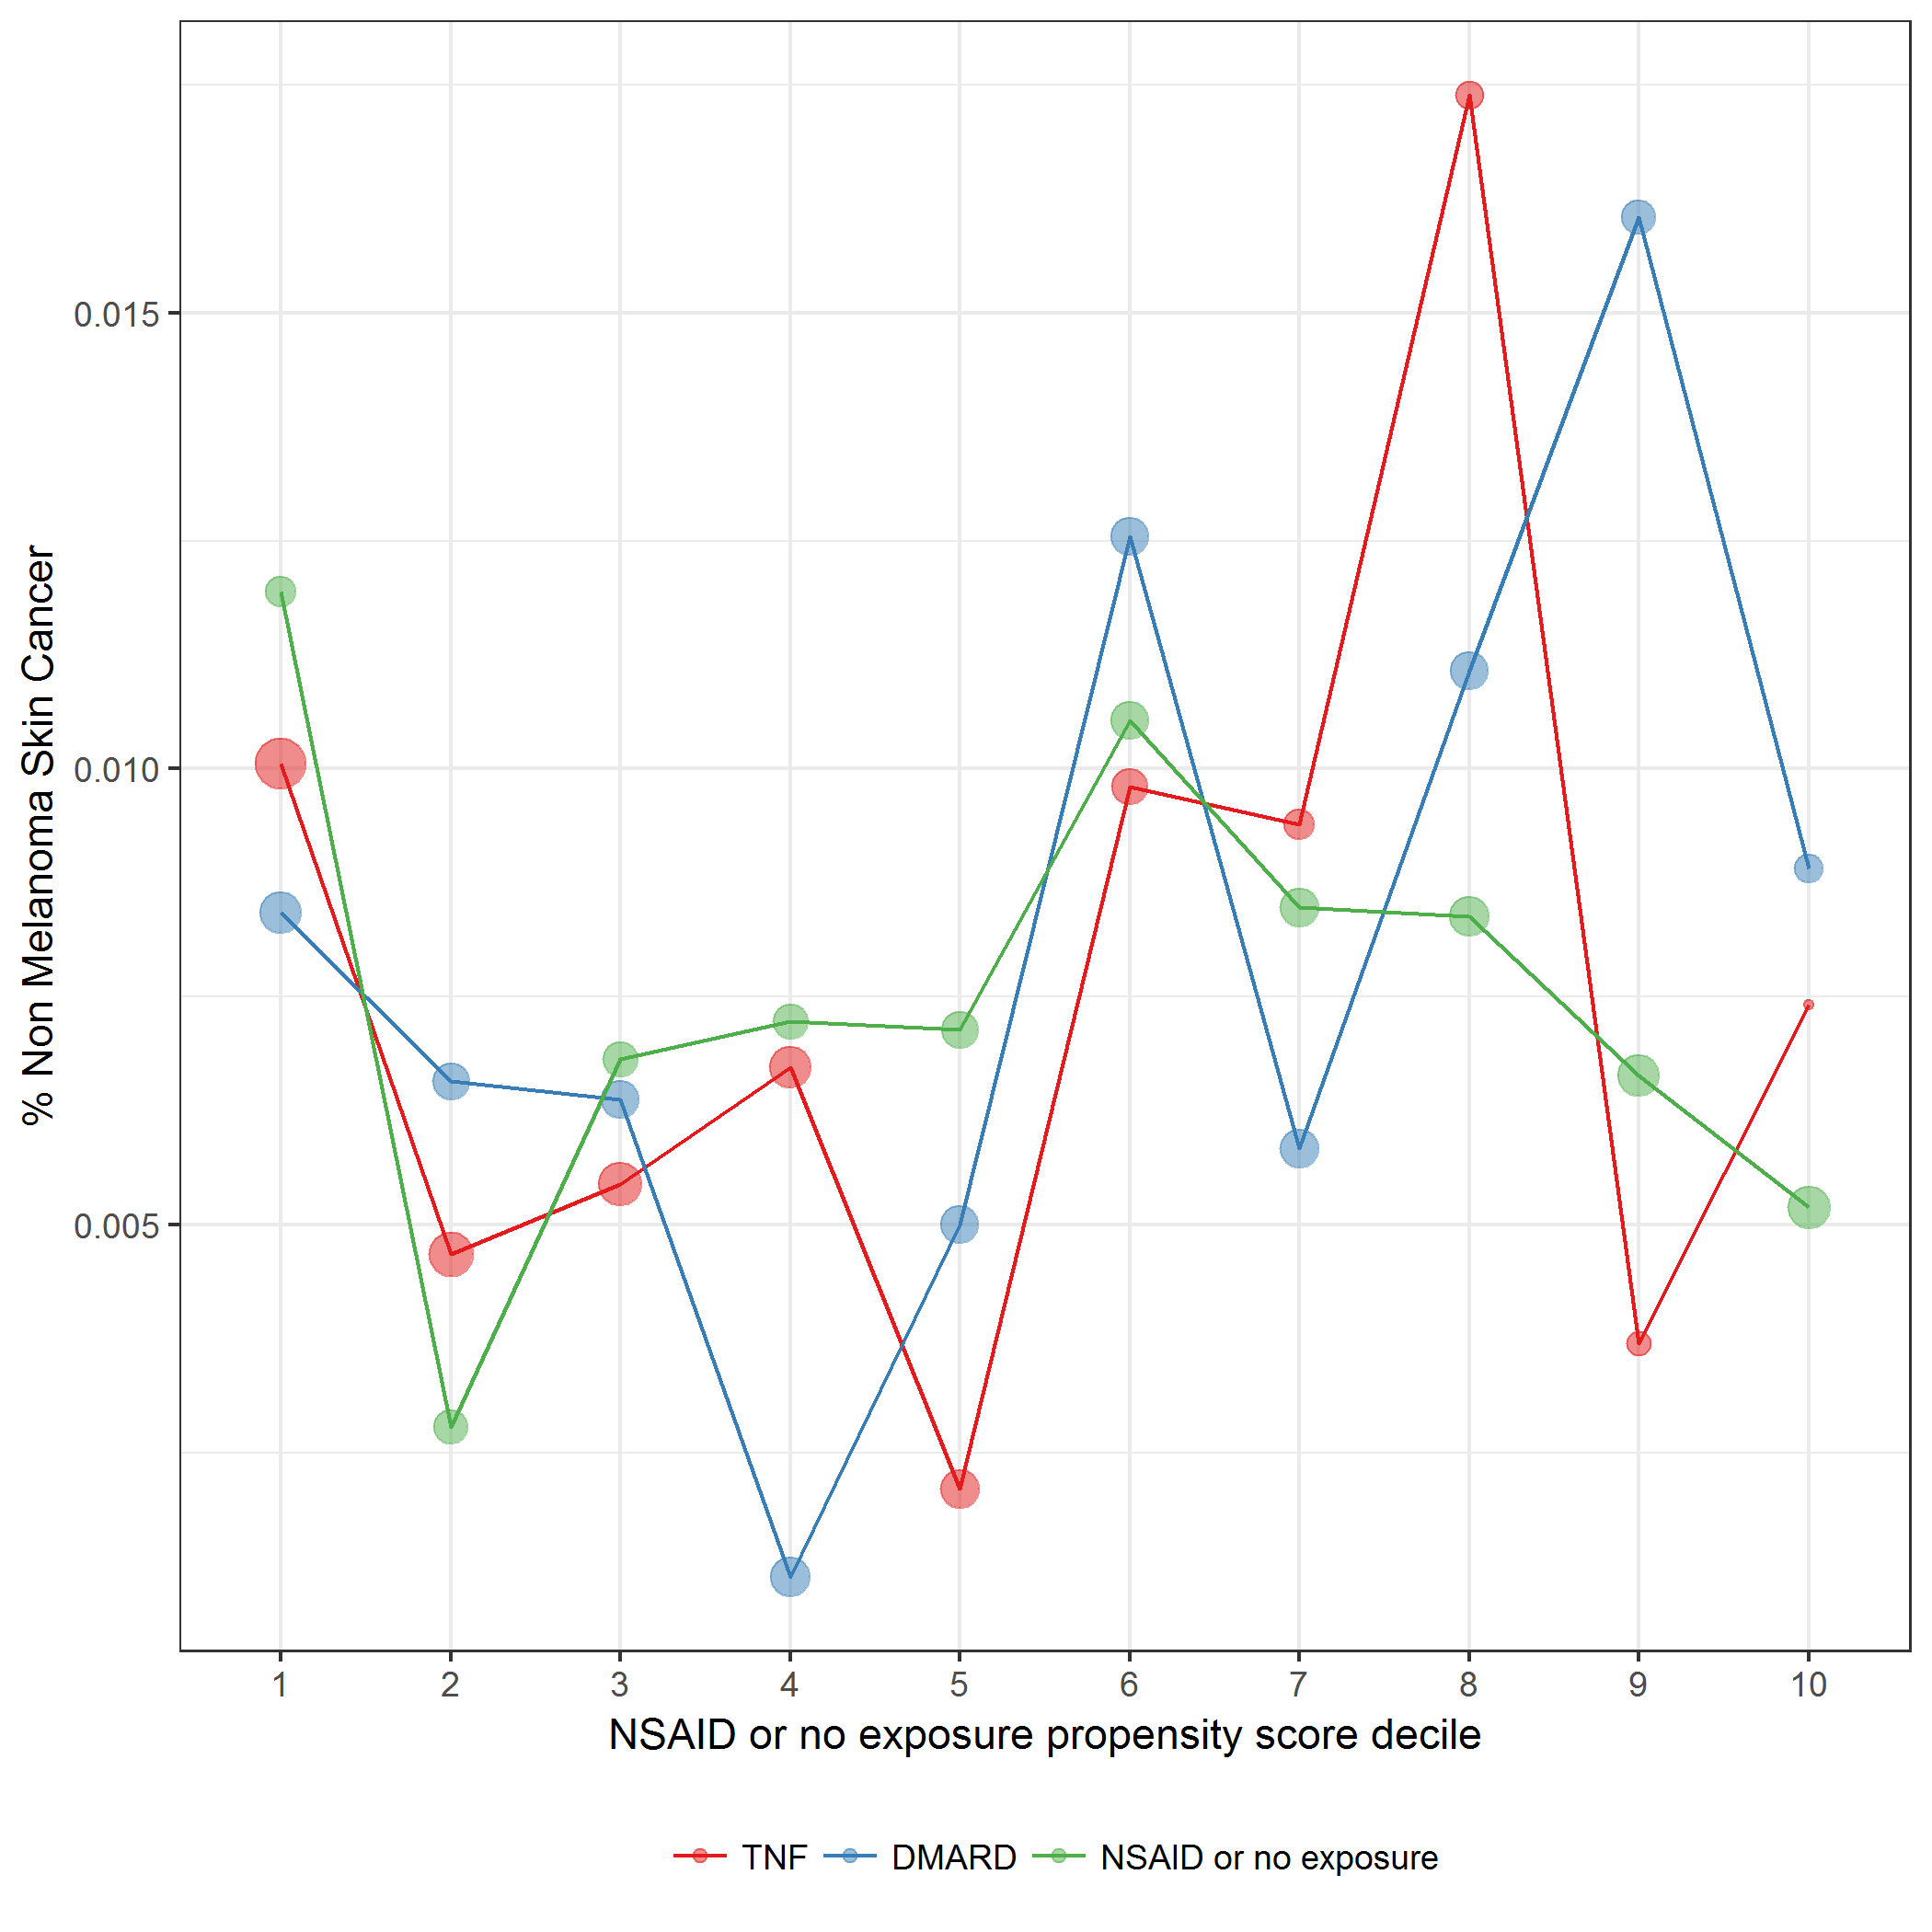 % Non Melanoma Skin Cancer
0.015
0.010
0.005
1 2 3 4 5 6 7 8 9 10
NSAID or no exposure propensity score decile
TNF DMARD NSAID or no exposure